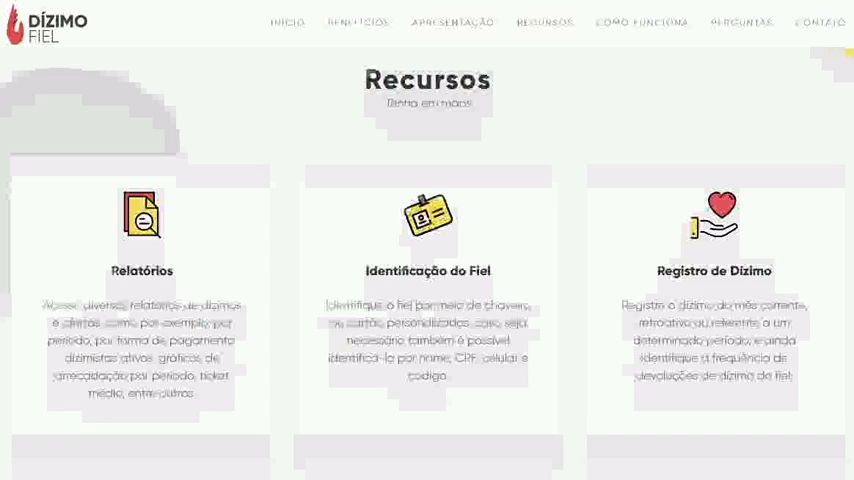 DÍZIMO
FIEL
INÍCIO BENEFÍCIOS APRESENTAÇÃO RECURSOS COMO FUNCIONA PERGUNTAS CONTATO
Recursos
Tenha em mãos
Relatórios
Acesse diversos relatórios de dízimos
e ofertas como por exemplo, por
período, por forma de pagamento
dizimistas ativos, gráficos de
arrecadação por período, ticket
médio, entre outros.
Identificação do Fiel
Identifique o fiel por meio de chaveiro
ou cartão personalizados, caso seja
necessário também é possível
identifica-lo por nome, CPF, celular e
código.
Registro de Dízimo
Registre o dízimo do mês corrente,
retroativo ou referente a um
determinado período, e ainda
identifique a frequência de
devoluções de dízimo do fiel.